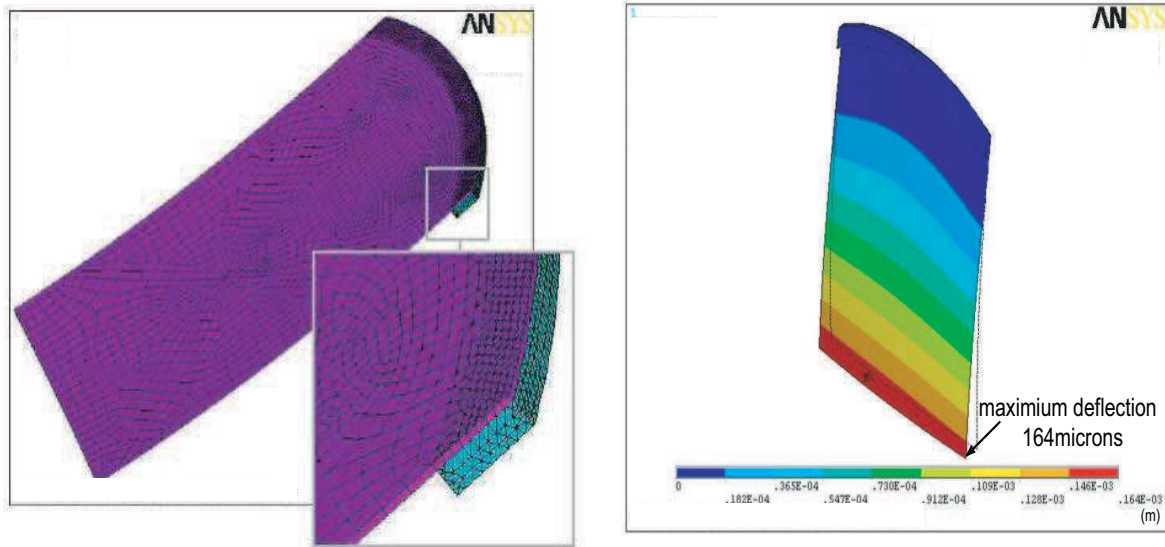 ANSYS
1
ANSYS
maximium deflection
164microns
0 .365E-04 .730E-04 .109E-03 .146E-03
.182E-04 .547E-04 .912E-04 .128E-03 .164E-03
(m)